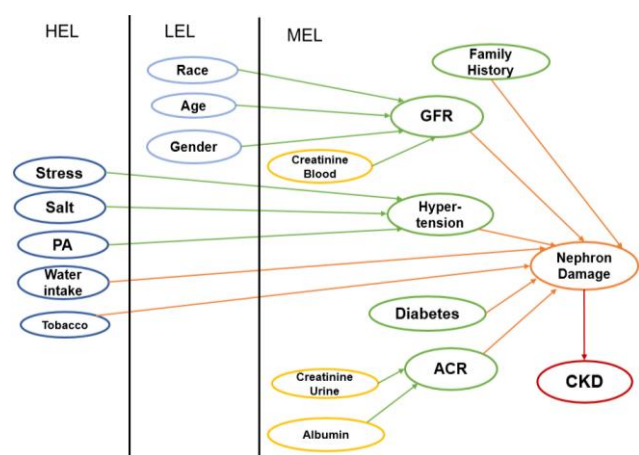 HEL
LEL
MEL
Race
Age
Gender
Creatinine
Blood
Family
History
GFR
Stress
Salt
PA
Water
intake
Tobacco
Hyper-
tension
Nephron
Damage
Diabetes
ACR
Creatinine
Urine
Albumin
CKD